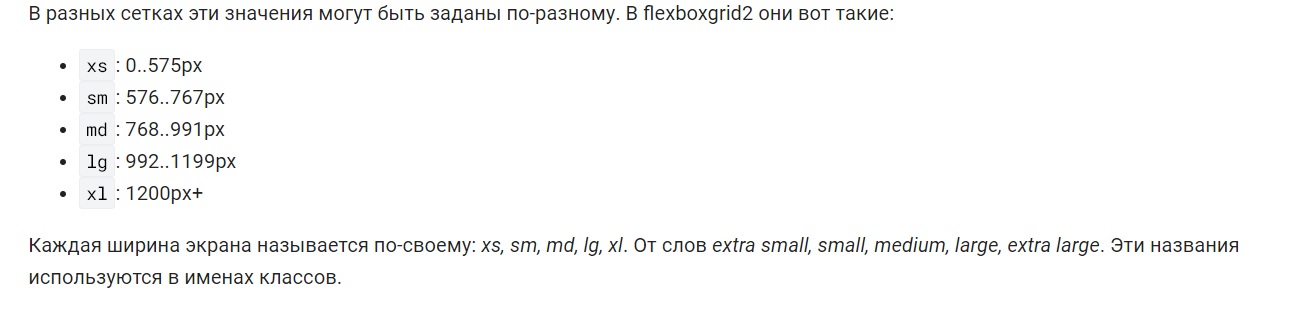 В разных сетках эти значения могут быть заданы по-разному. В flexboxgrid2 они вот такие:
• xs : 0..575px
• sm : 576..767px
• md : 768..991px
• lg : 992..1199px
• xl : 1200px+
Каждая ширина экрана называется по-своему: xs, sm, md, lg, xl. От слов extra small, small, medium, large, extra large. Эти названия
используются в именах классов.